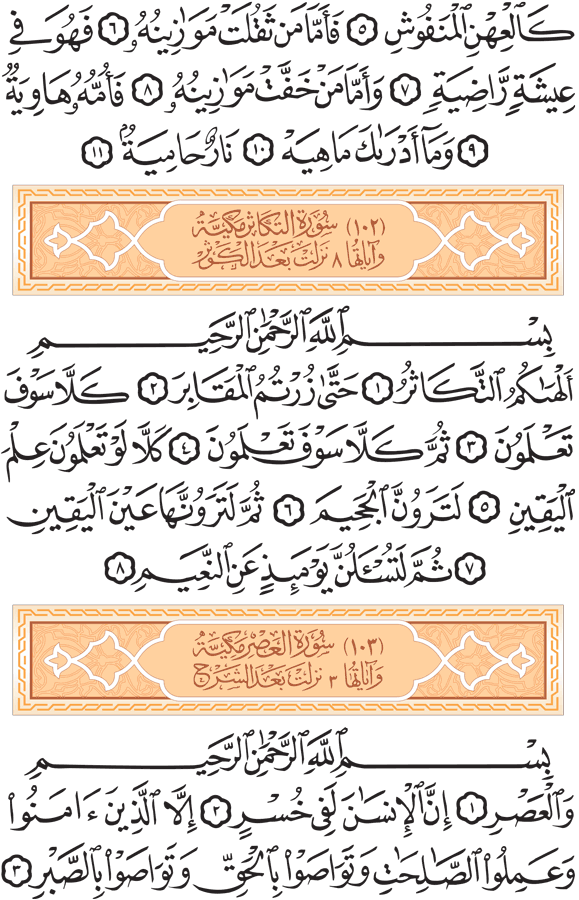 كَٱلْعِهْنِ ٱلْمَنفُوشِ ٥ فَأَمَّا مَن ثَقُلَتْ مَوَٰزِينُهُۥ ٦ فَهُوَ فِي
عِيشَةٍ رَّاضِيَةٍ ٧ وَأَمَّا مَنْ خَفَّتْ مَوَٰزِينُهُۥ ٨ فَأُمُّهُۥ هَاوِيَةٌ
٩ وَمَآ أَدْرَىٰكَ مَا هِيَهْ ١٠ نَارٌ حَامِيَةٌۢ ١١
(١٠٢) سُورَةُ التَّكَاثُرِ مَكِّيَّةٌ
وَآيَاتُهَا ٨ نَزَلَتْ بَعْدَ الكَوْثَرِ
بِسْمِ ٱللَّهِ ٱلرَّحْمَٰنِ ٱلرَّحِيمِ
أَلْهَىٰكُمُ ٱلتَّكَاثُرُ ١ حَتَّىٰ زُرْتُمُ ٱلْمَقَابِرَ ٢ كَلَّا سَوْفَ
تَعْلَمُونَ ٣ ثُمَّ كَلَّا سَوْفَ تَعْلَمُونَ ٤ كَلَّا لَوْ تَعْلَمُونَ عِلْمَ
ٱلْيَقِينِ ٥ لَتَرَوُنَّ ٱلْجَحِيمَ ٦ ثُمَّ لَتَرَوُنَّهَا عَيْنَ ٱلْيَقِينِ
٧ ثُمَّ لَتُسْـَٔلُنَّ يَوْمَئِذٍ عَنِ ٱلنَّعِيمِ ٨
(١٠٣) سُورَةُ العَصْرِ مَكِّيَّةٌ
وَآيَاتُهَا ٣ نَزَلَتْ بَعْدَ الشَّرْحِ
بِسْمِ ٱللَّهِ ٱلرَّحْمَٰنِ ٱلرَّحِيمِ
وَٱلْعَصْرِ ١ إِنَّ ٱلْإِنسَٰنَ لَفِي خُسْرٍ ٢ إِلَّا ٱلَّذِينَ ءَامَنُوا۟
وَعَمِلُوا۟ ٱلصَّٰلِحَٰتِ وَتَوَاصَوْا۟ بِٱلْحَقِّ وَتَوَاصَوْا۟ بِٱلصَّبْرِ ٣